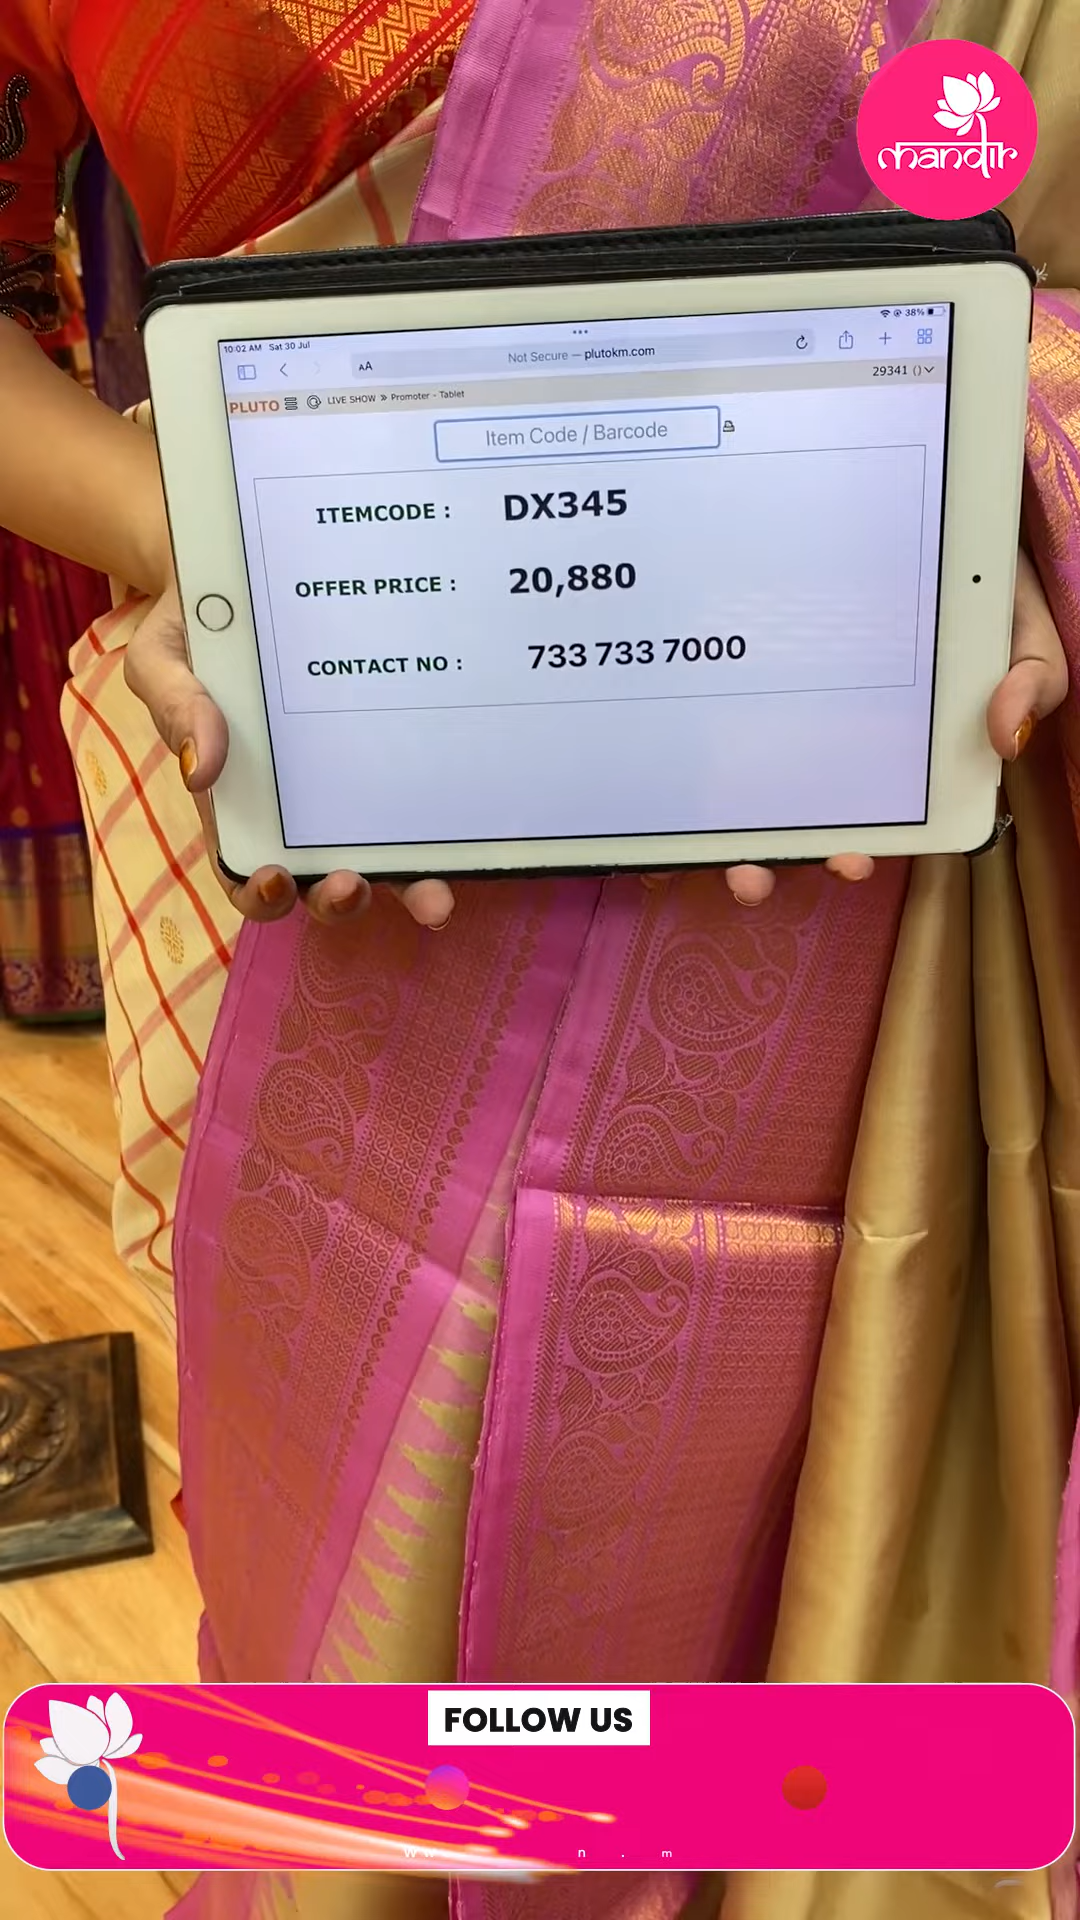 mandir
10:02 AM Sat 30 Jul
38%
AA
Not Secure — plutokm.com
29341 ()
PLUTO
LIVE SHOW » Promoter - Tablet
Item Code / Barcode
ITEMCODE : DX345
OFFER PRICE : 20,880
CONTACT NO : 733 733 7000
FOLLOW US